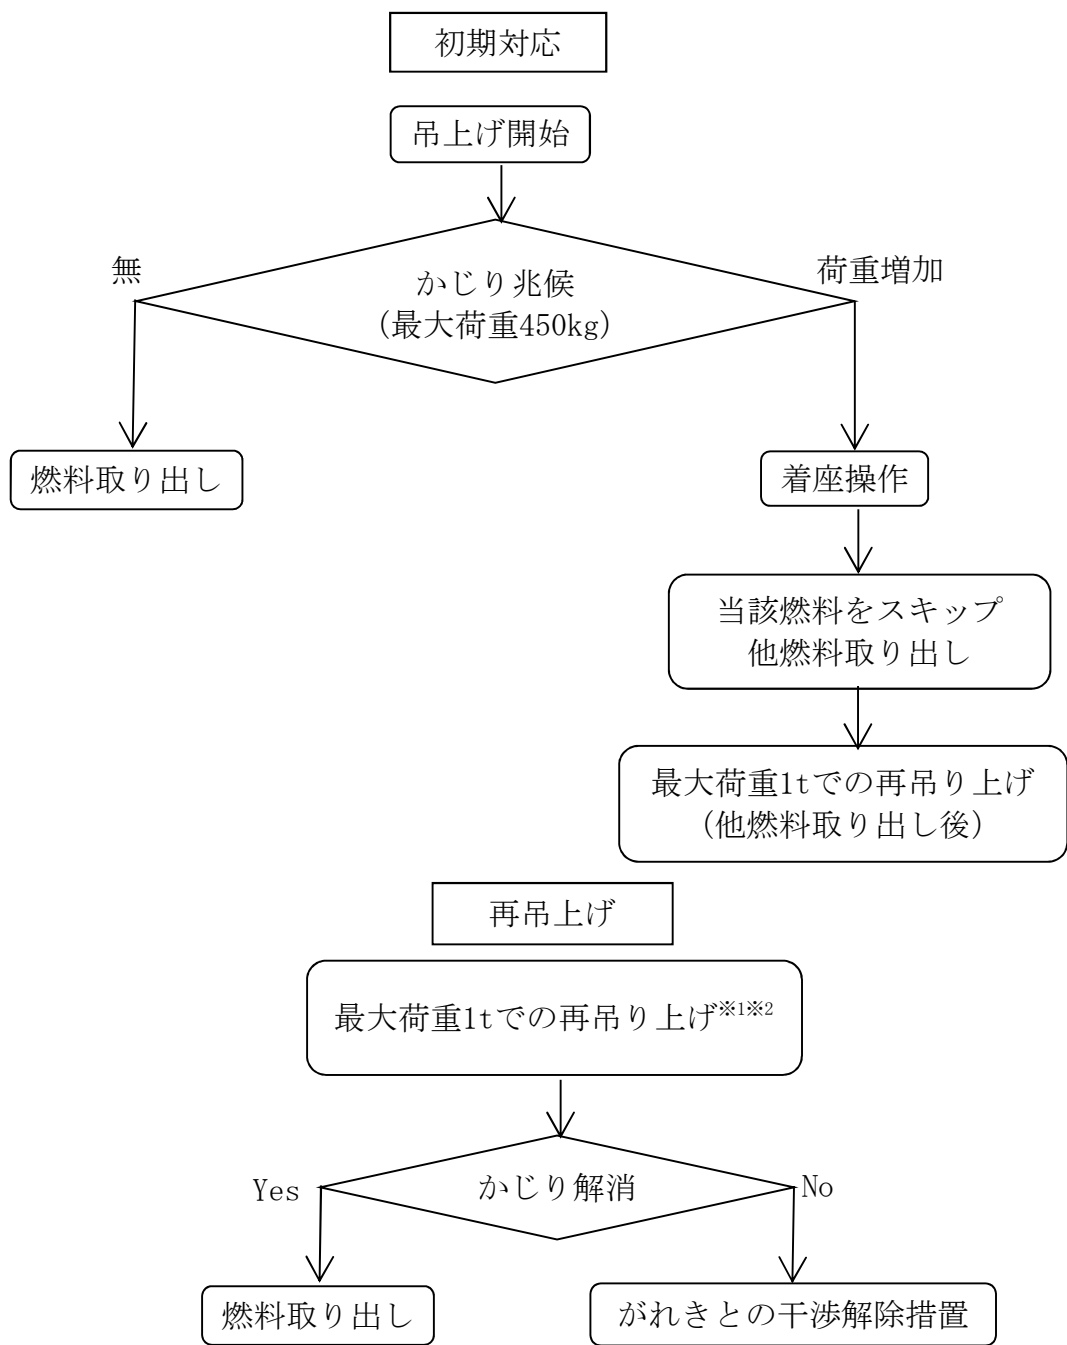 初期対応
吊上げ開始
無
荷重増加
かじり兆候
(最大荷重450kg)
燃料取り出し
着座操作
当該燃料をスキップ
他燃料取り出し
最大荷重1tでの再吊り上げ
(他燃料取り出し後)
再吊上げ
最大荷重1tでの再吊り上げ※1※2
Yes
かじり解消
No
燃料取り出し
がれきとの干渉解除措置